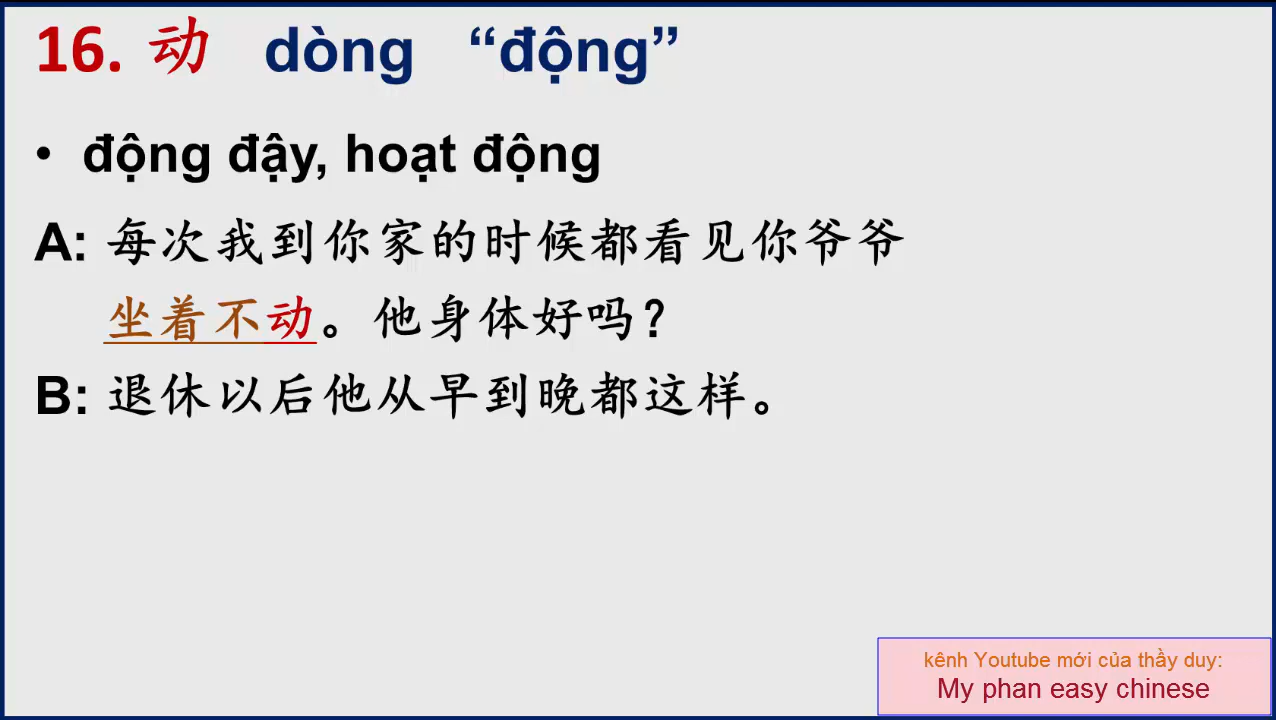 16. 动 dòng “động”
• động đậy, hoạt động
A: 每次我到你家的时候都看见你爷爷
坐着不动。他身体好吗？
B: 退休以后他从早到晚都这样。
kênh Youtube mới của thầy duy:
My phan easy chinese